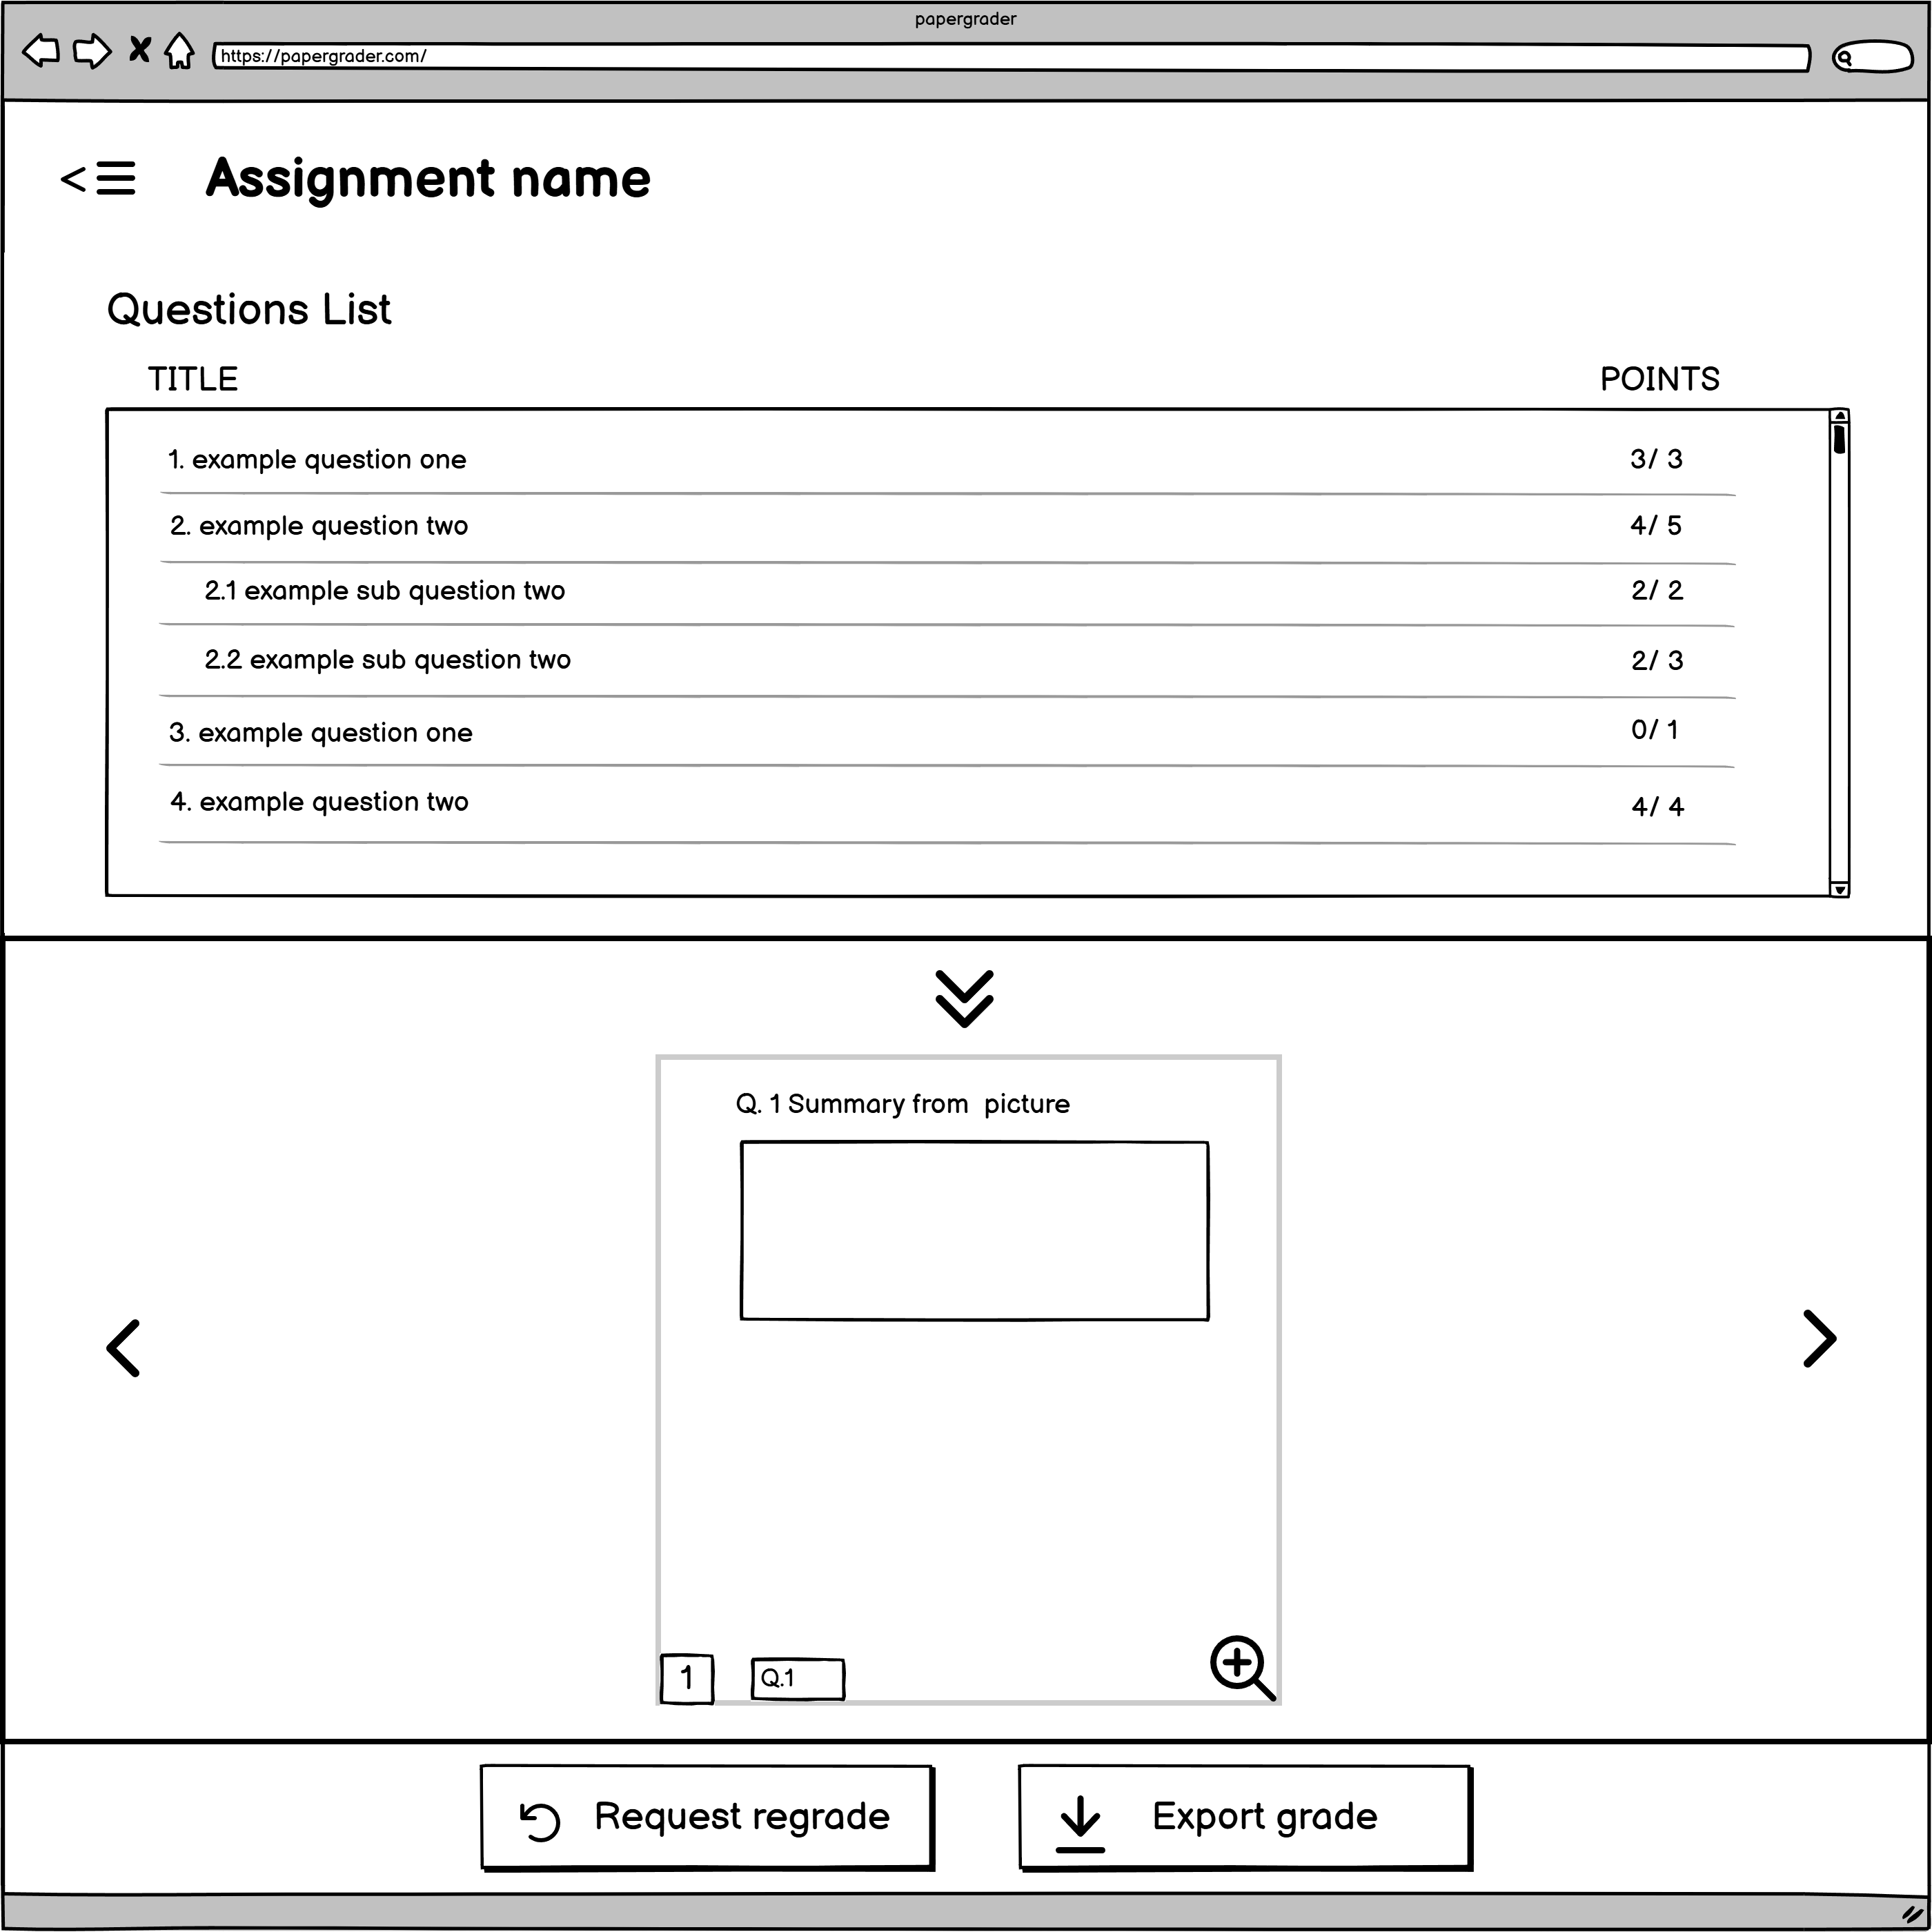 papergrader
https://papergrader.com/
Assignment name
Questions List
TITLE POINTS
1. example question one 3/ 3
2. example question two 4/ 5
2.1 example sub question two 2/ 2
2.2 example sub question two 2/ 3
3. example question one 0/ 1
4. example question two 4/ 4
Q. 1 Summary from picture
1 Q.1
Request regrade Export grade